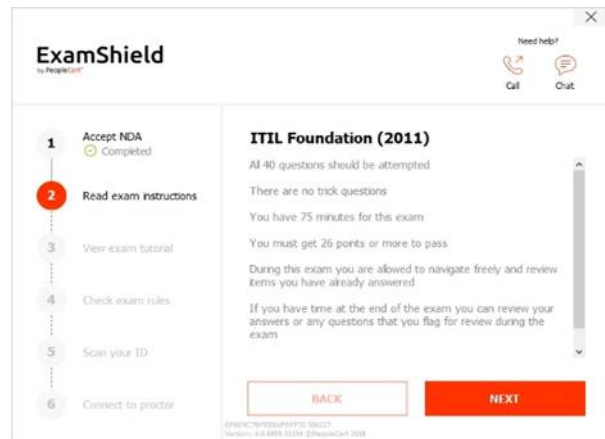 Need help?
ExamShield
by PeopleCert
Call
Chat
1
Accept NDA
Completed
2
Read exam instructions
3
View exam tutorial
4
Check exam rules
5
Scan your ID
6
Connect to proctor
ITIL Foundation (2011)
All 40 questions should be attempted
There are no trick questions
You have 75 minutes for this exam
You must get 26 points or more to pass
During this exam you are allowed to navigate freely and review
items you have already answered
If you have time at the end of the exam you can review your
answers or any questions that you flag for review during the
exam
BACK
NEXT
©PeopleCert 2018